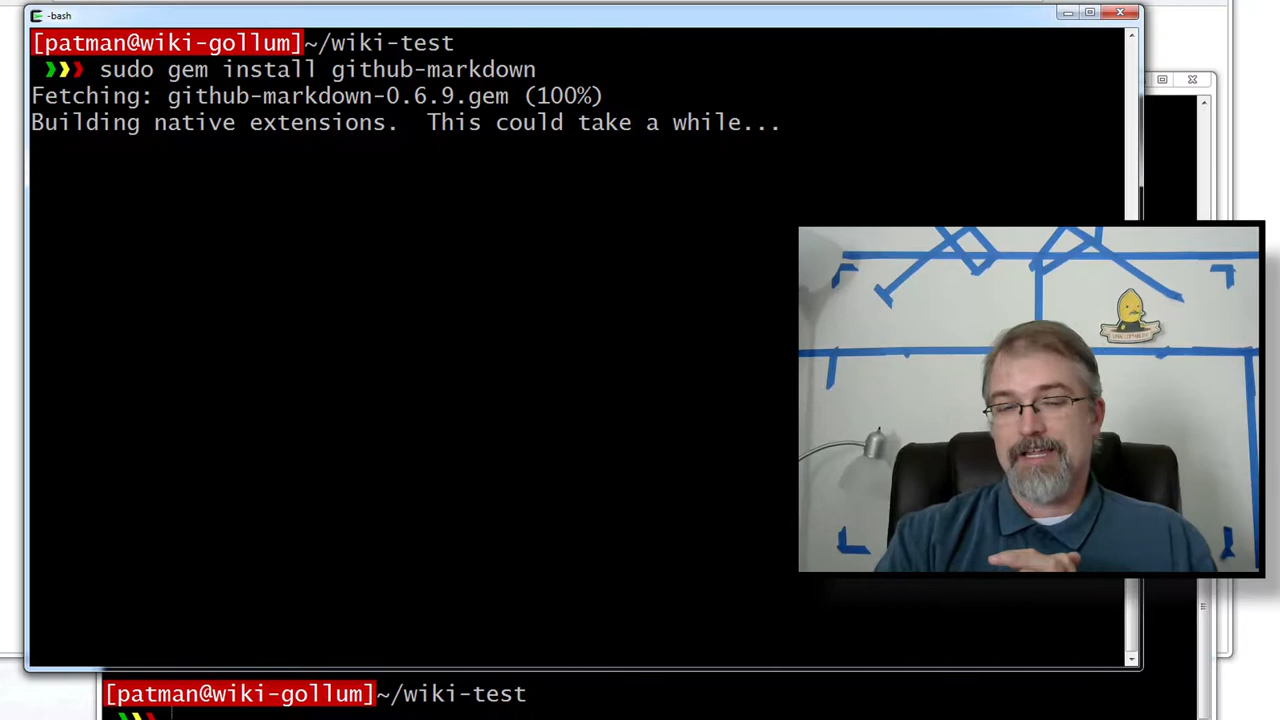 -bash
[patman@wiki-gollum]~/wiki-test
❯❯❯ sudo gem install github-markdown
Fetching: github-markdown-0.6.9.gem (100%)
Building native extensions.  This could take a while...
[patman@wiki-gollum]~/wiki-test